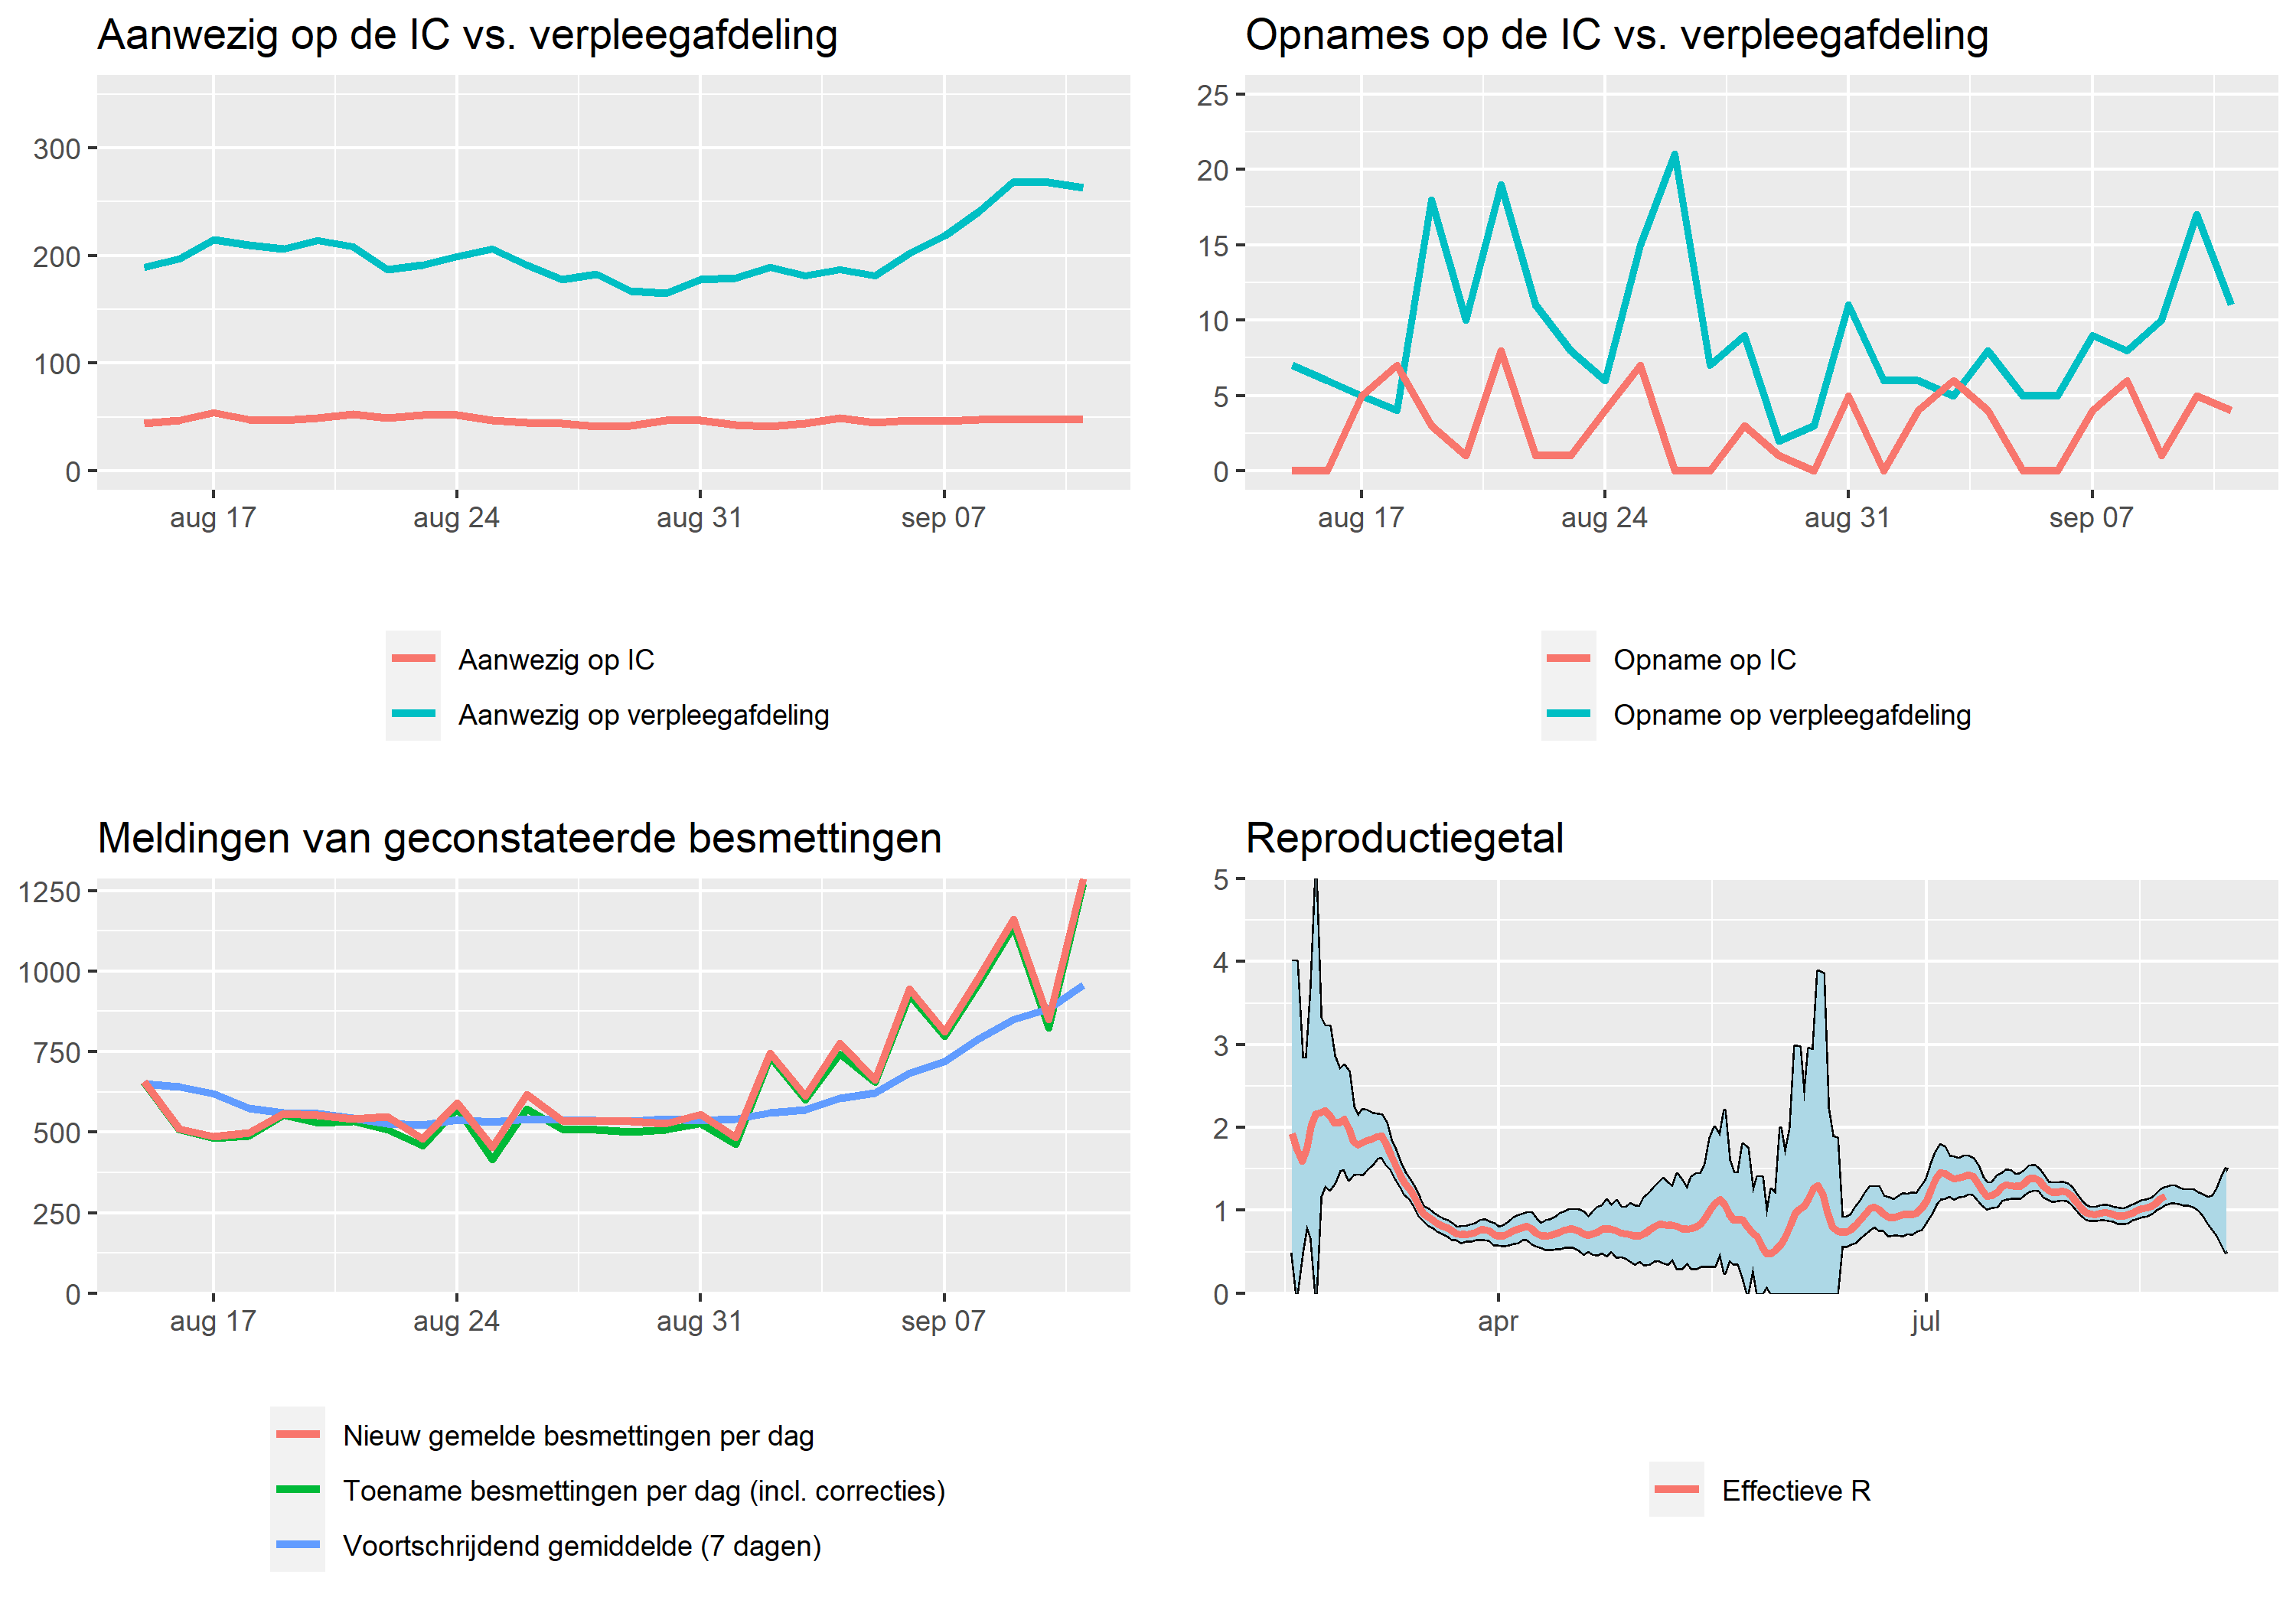 Aanwezig op de IC vs. verpleegafdeling
300
200
100
0
aug 17 aug 24 aug 31 sep 07
Aanwezig op IC
Aanwezig op verpleegafdeling
Opnames op de IC vs. verpleegafdeling
25
20
15
10
5
0
aug 17 aug 24 aug 31 sep 07
Opname op IC
Opname op verpleegafdeling
Meldingen van geconstateerde besmettingen
1250
1000
750
500
250
0
aug 17 aug 24 aug 31 sep 07
Nieuw gemelde besmettingen per dag
Toename besmettingen per dag (incl. correcties)
Voortschrijdend gemiddelde (7 dagen)
Reproductiegetal
5
4
3
2
1
0
apr jul
Effectieve R